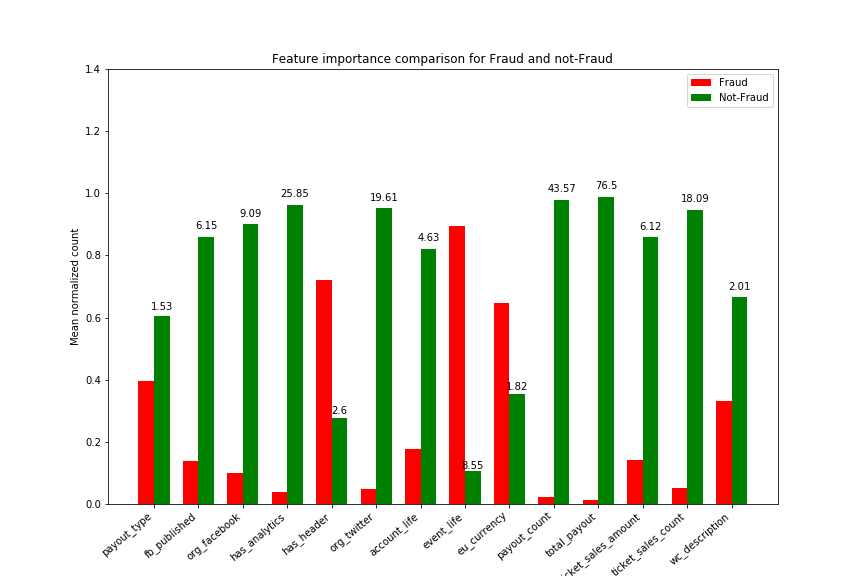 Feature importance comparison for Fraud and not-Fraud
Fraud
Not-Fraud
Mean normalized count
1.4
1.2
1.0
0.8
0.6
0.4
0.2
0.0
1.53
6.15
9.09
25.85
2.6
19.61
4.63
8.55
1.82
43.57
76.5
6.12
18.09
2.01
payout_type
fb_published
org_facebook
has_analytics
has_header
org_twitter
account_life
event_life
eu_currency
payout_count
total_payout
icket_sales_amount
ticket_sales_count
wc_description